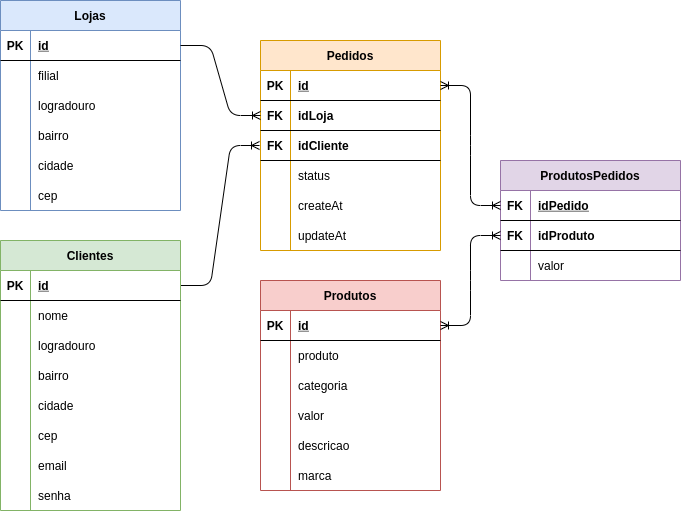 Lojas
PK id
filial
logradouro
bairro
cidade
cep
Clientes
PK id
nome
logradouro
bairro
cidade
cep
email
senha
Pedidos
PK id
FK idLoja
FK idCliente
status
createAt
updateAt
Produtos
PK id
produto
categoria
valor
descricao
marca
ProdutosPedidos
FK idPedido
FK idProduto
valor